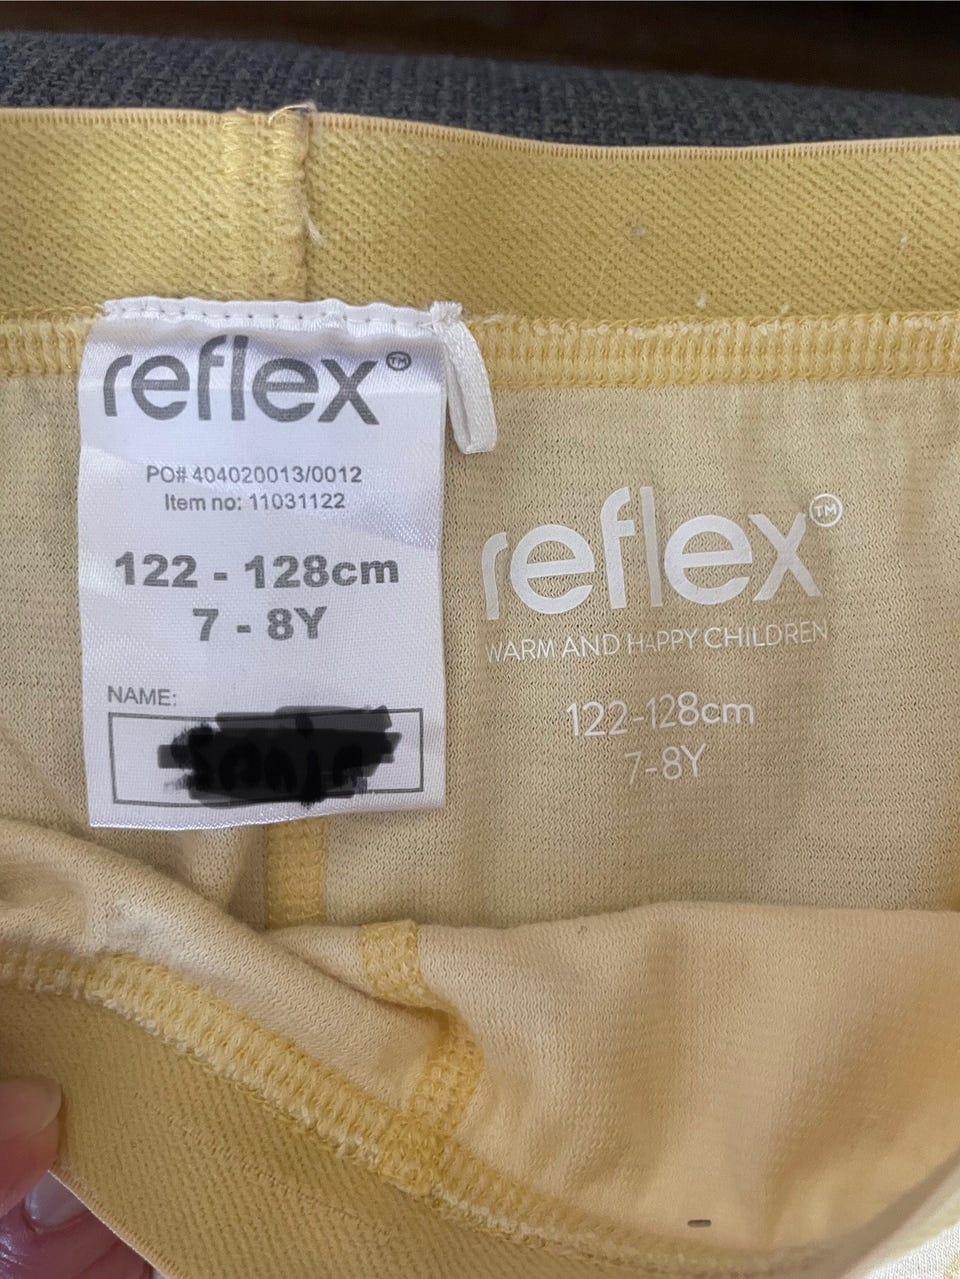 reflex™
PO# 404020013/0012
Item no: 11031122
122 - 128cm
7 - 8Y
NAME:
reflex™
WARM AND HAPPY CHILDREN
122-128cm
7-8Y